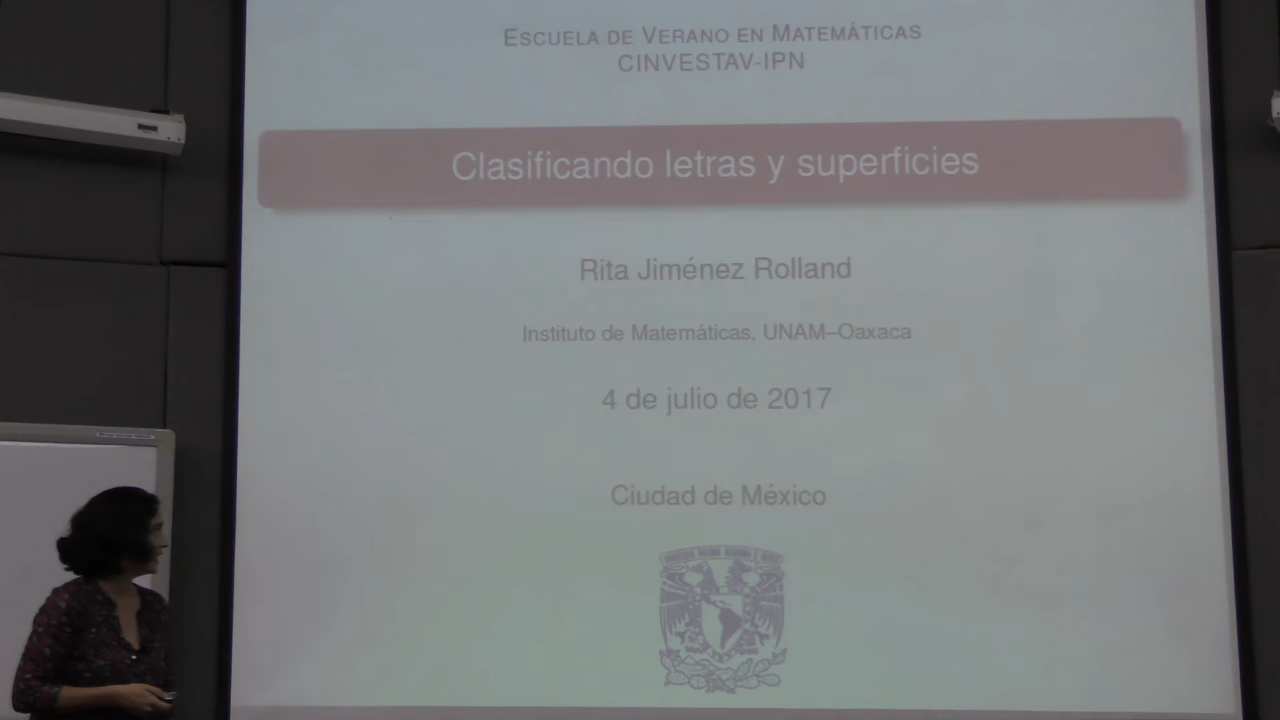 ESCUELA DE VERANO EN MATEMÁTICAS
CINVESTAV-IPN
Clasificando letras y superficies
Rita Jiménez Rolland
Instituto de Matemáticas, UNAM–Oaxaca
4 de julio de 2017
Ciudad de México